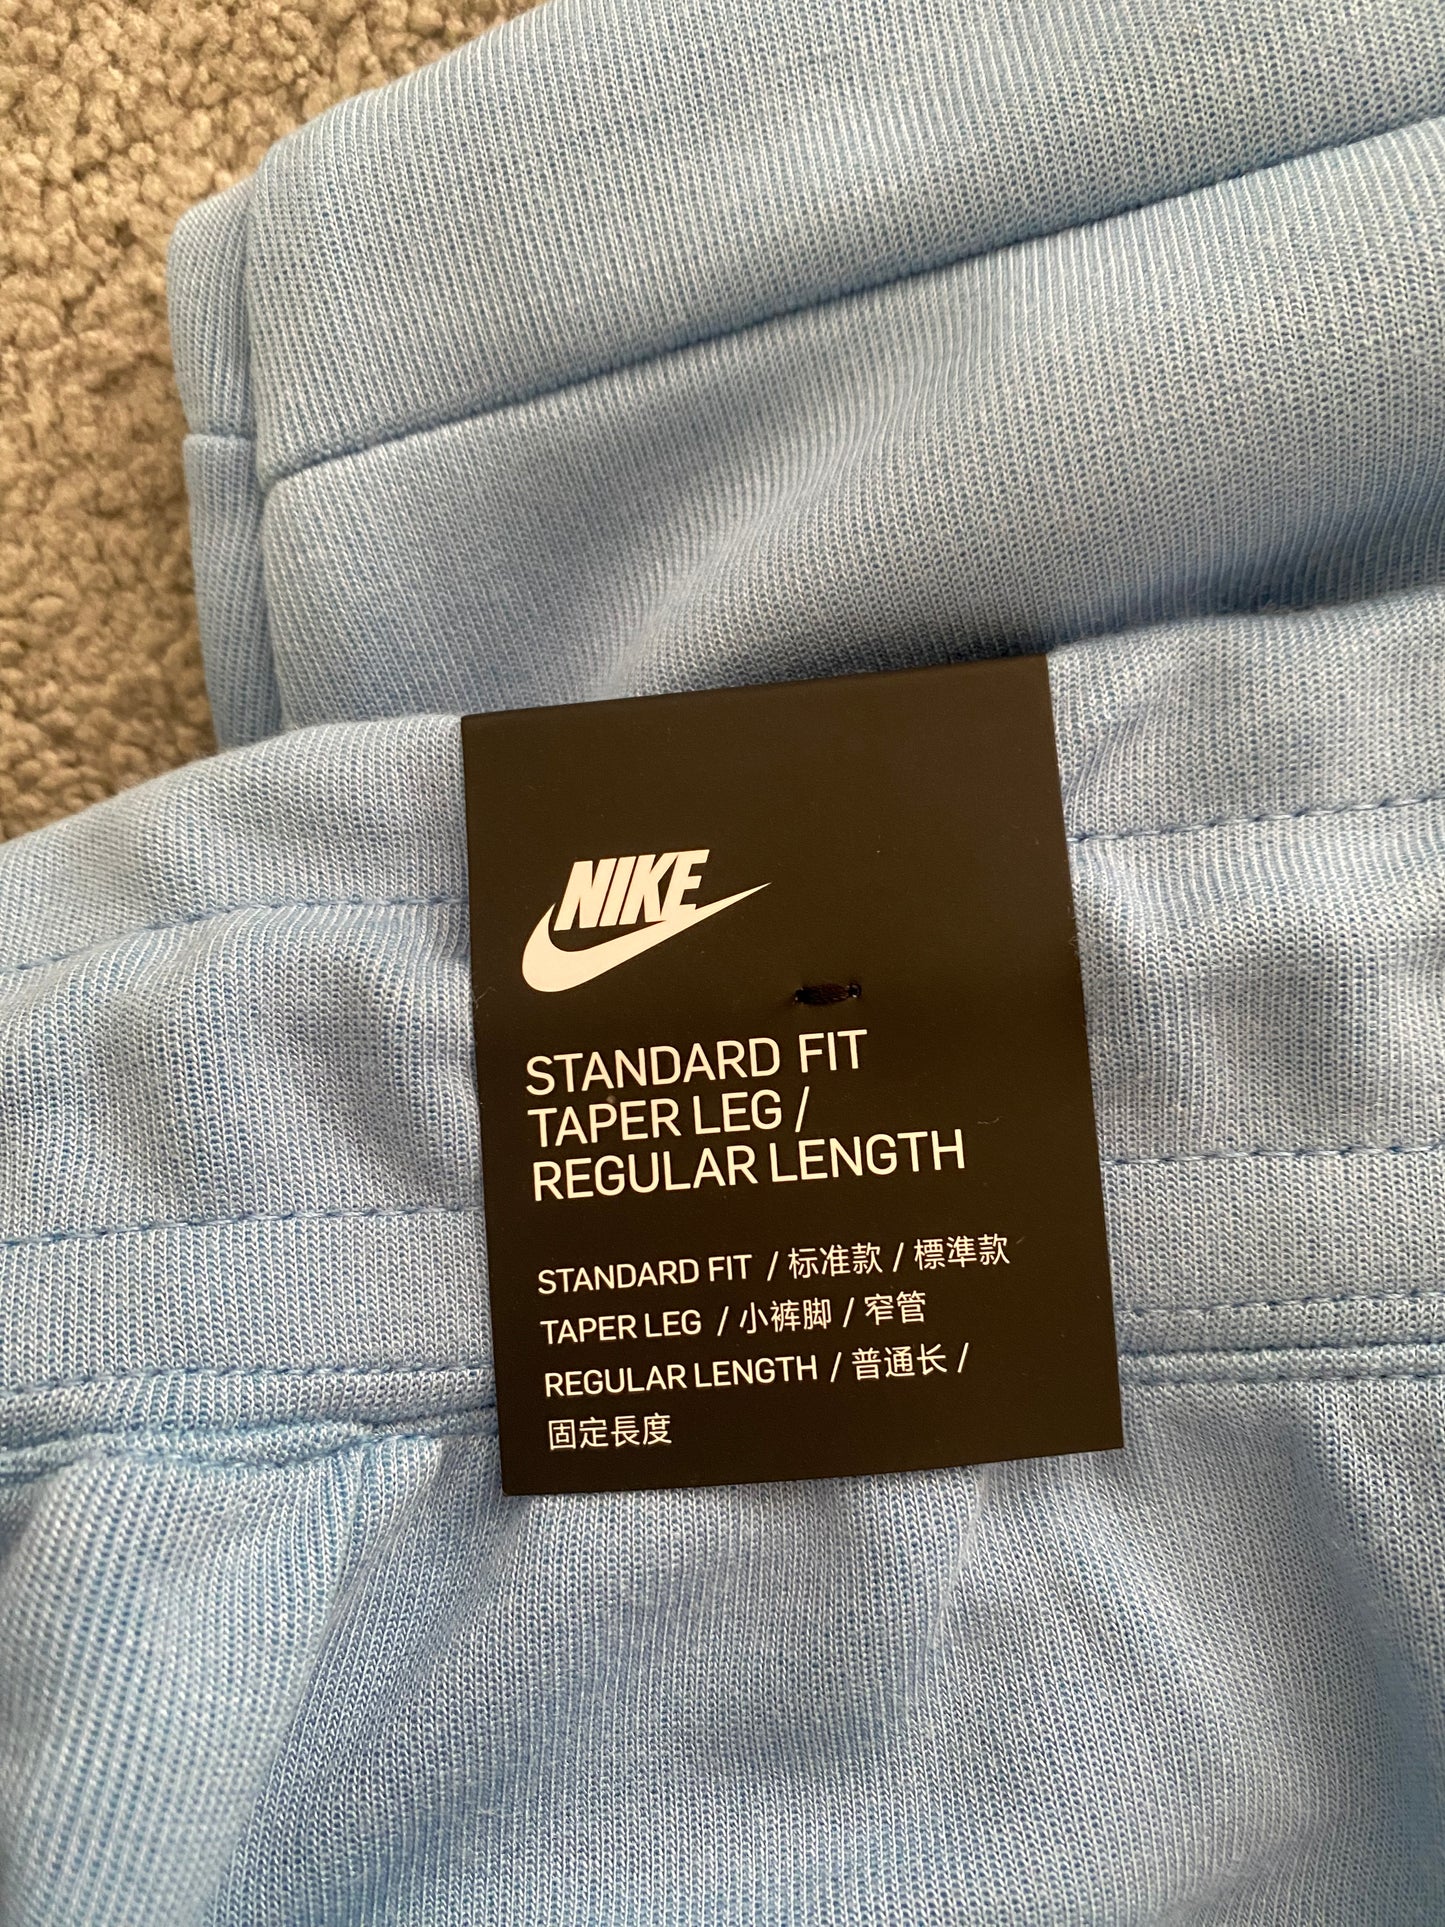 NIKE
STANDARD FIT
TAPER LEG /
REGULAR LENGTH
STANDARD FIT / 标准款 / 標準款
TAPER LEG / 小裤脚 / 窄管
REGULAR LENGTH / 普通长 /
固定長度